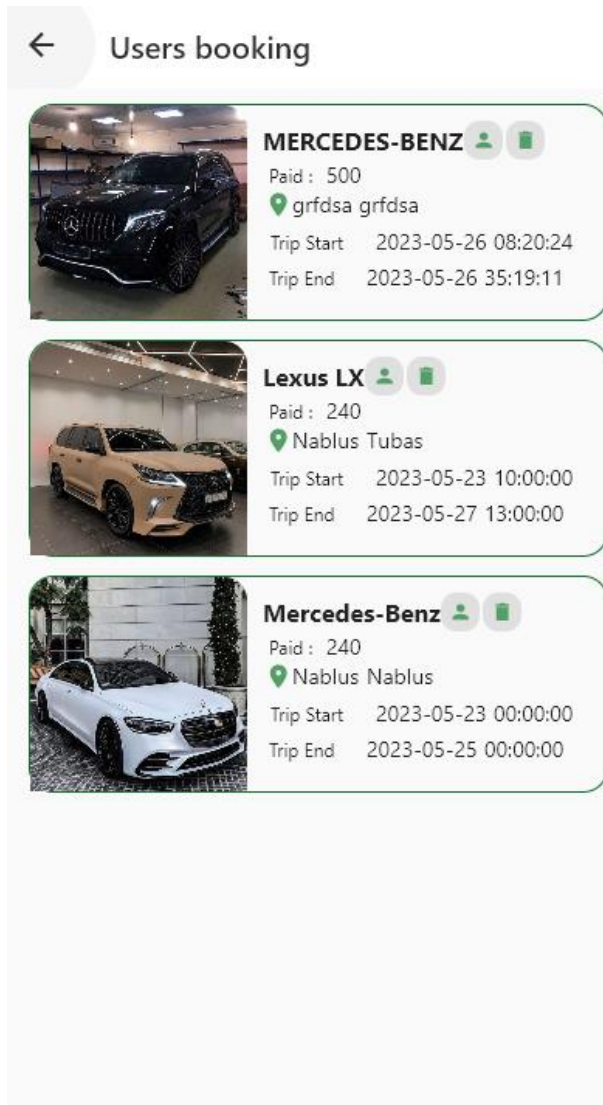 Users booking
MERCEDES-BENZ
Paid : 500
grfdsa grfdsa
Trip Start 2023-05-26 08:20:24
Trip End 2023-05-26 35:19:11
Lexus LX
Paid : 240
Nablus Tubas
Trip Start 2023-05-23 10:00:00
Trip End 2023-05-27 13:00:00
Mercedes-Benz
Paid : 240
Nablus Nablus
Trip Start 2023-05-23 00:00:00
Trip End 2023-05-25 00:00:00